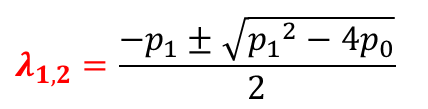 λ₁,₂ = (-p₁ ± √(p₁² − 4p₀)) / 2